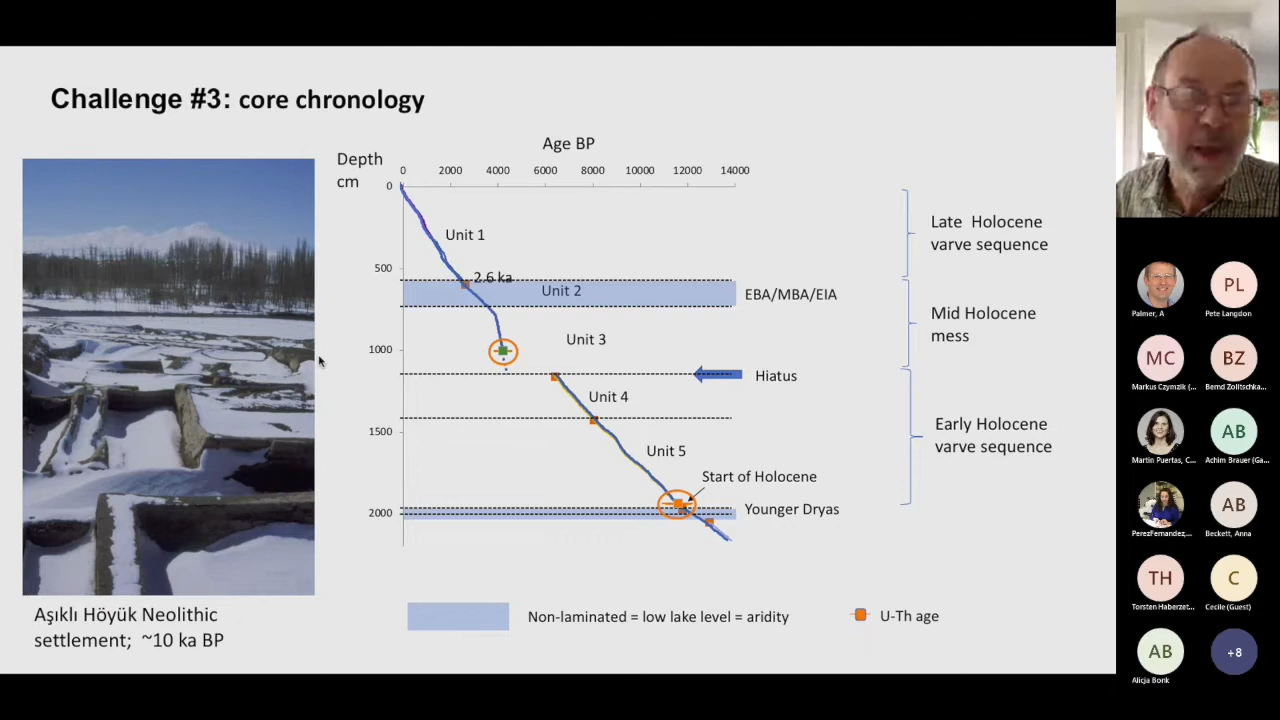 Challenge #3: core chronology
Age BP
Depth
cm
0 2000 4000 6000 8000 10000 12000 14000
0
500
1000
1500
2000
Unit 1
2.6 ka
Unit 2
EBA/MBA/EIA
Unit 3
Hiatus
Unit 4
Unit 5
Start of Holocene
Younger Dryas
Late Holocene
varve sequence
Mid Holocene
mess
Early Holocene
varve sequence
Aşıklı Höyük Neolithic
settlement; ~10 ka BP
Non-laminated = low lake level = aridity
U-Th age
PL
Palmer, A
Pete Langdon
MC
BZ
Markus Czymzik (...
Bernd Zolitschka...
AB
Martin Puertas, C...
Achim Brauer (Ga...
AB
PerezFernandez,...
Beckett, Anna
TH
C
Torsten Haberzet...
Cecile (Guest)
AB
+8
Alicja Bonk